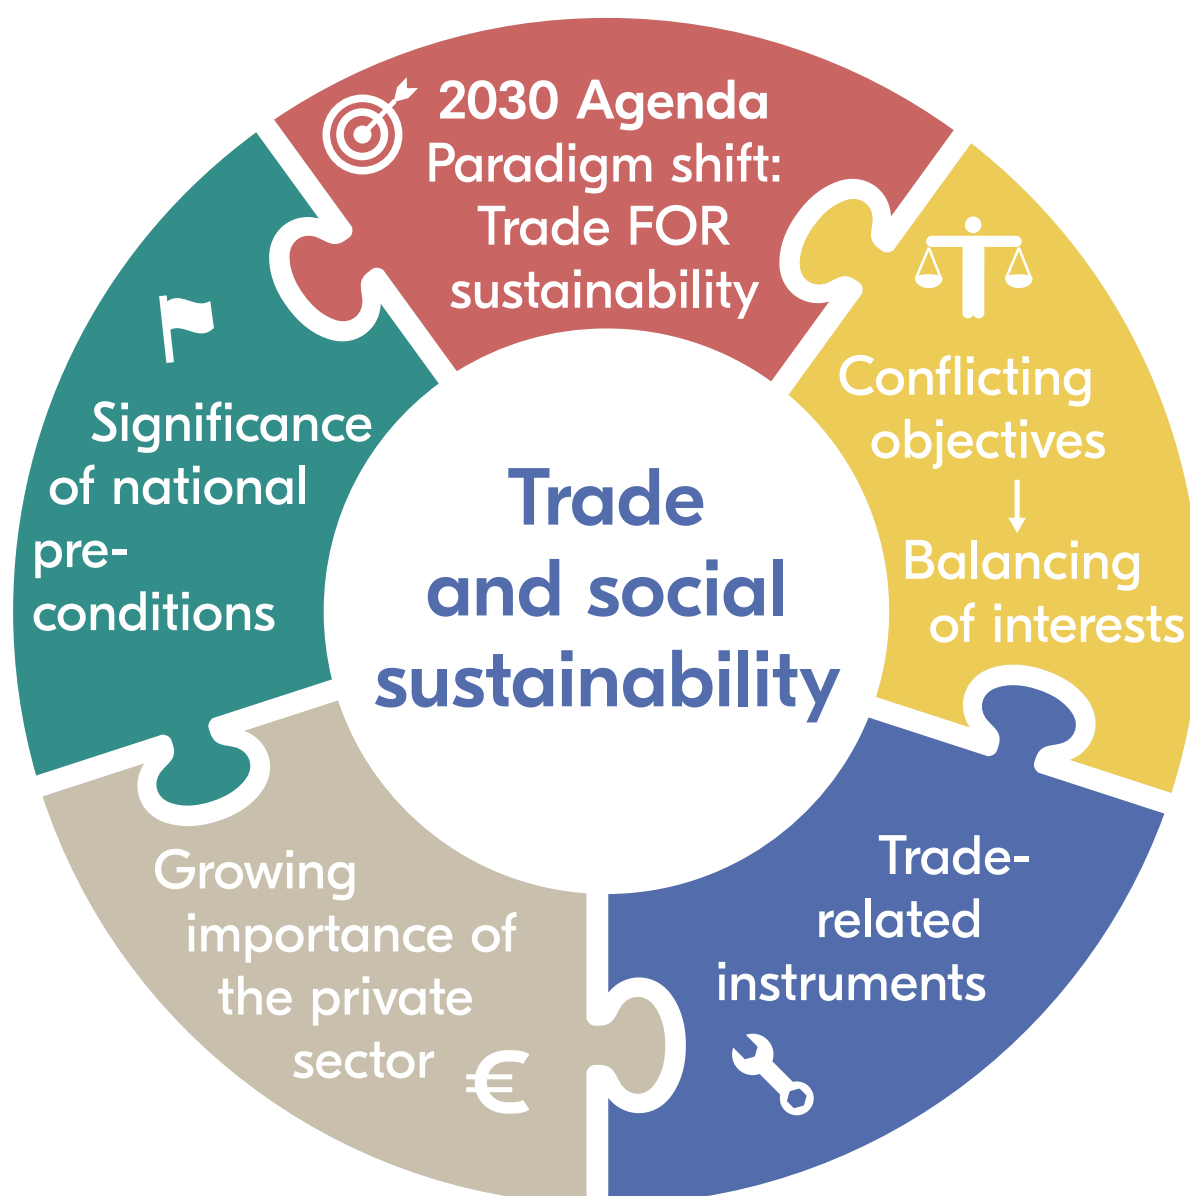 2030 Agenda
Paradigm shift:
Trade FOR
sustainability
Conflicting
objectives
Balancing
of interests
Trade-
related
instruments
Growing
importance of
the private
sector
€
Significance
of national
pre-
conditions
Trade
and social
sustainability